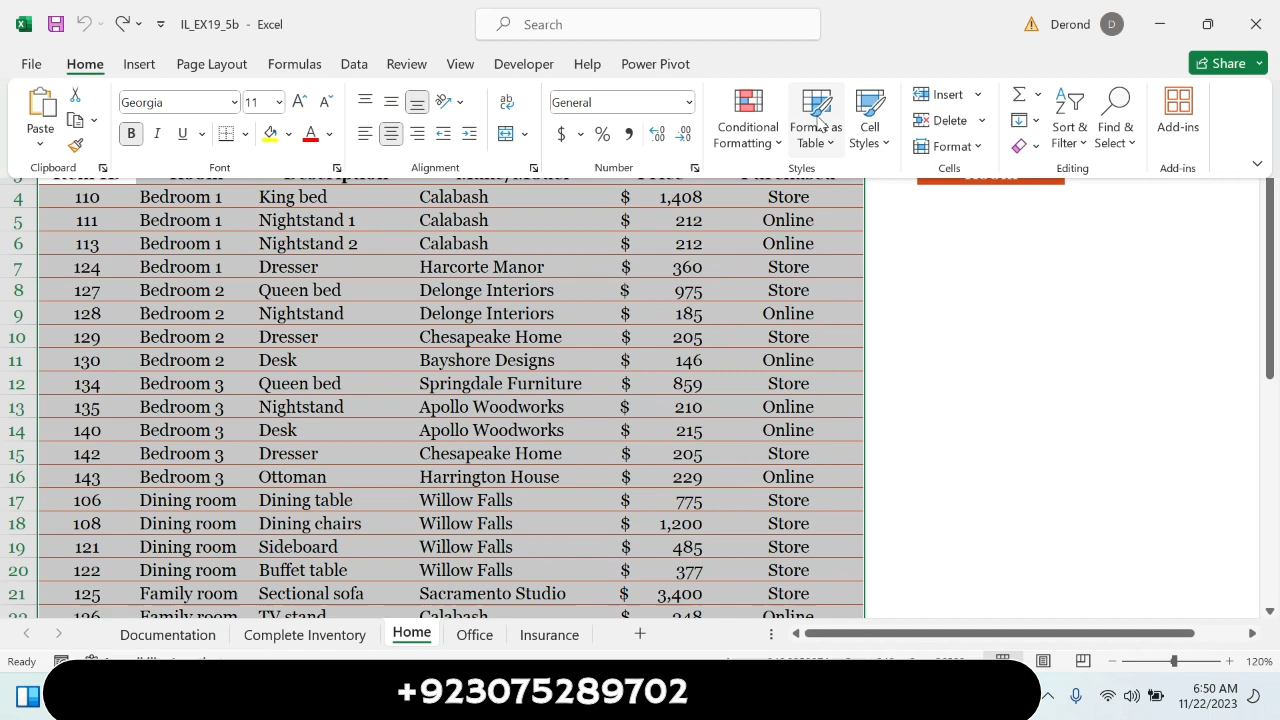 IL_EX19_5b - Excel
Search
Derond
D
File Home Insert Page Layout Formulas Data Review View Developer Help Power Pivot
Share
Paste
Clipboard
Georgia 11
B I U
Font
Alignment
General
$ % 9
Number
Conditional Formatting
Format as Table
Cell Styles
Styles
Insert
Delete
Format
Cells
Sort & Filter
Find & Select
Editing
Add-ins
Add-ins
4 110 Bedroom 1 King bed Calabash $ 1,408 Store
5 111 Bedroom 1 Nightstand 1 Calabash $ 212 Online
6 113 Bedroom 1 Nightstand 2 Calabash $ 212 Online
7 124 Bedroom 1 Dresser Harcorte Manor $ 360 Store
8 127 Bedroom 2 Queen bed Delonge Interiors $ 975 Store
9 128 Bedroom 2 Nightstand Delonge Interiors $ 185 Online
10 129 Bedroom 2 Dresser Chesapeake Home $ 205 Store
11 130 Bedroom 2 Desk Bayshore Designs $ 146 Online
12 134 Bedroom 3 Queen bed Springdale Furniture $ 859 Store
13 135 Bedroom 3 Nightstand Apollo Woodworks $ 210 Online
14 140 Bedroom 3 Desk Apollo Woodworks $ 215 Online
15 142 Bedroom 3 Dresser Chesapeake Home $ 205 Store
16 143 Bedroom 3 Ottoman Harrington House $ 229 Online
17 106 Dining room Dining table Willow Falls $ 775 Store
18 108 Dining room Dining chairs Willow Falls $ 1,200 Store
19 121 Dining room Sideboard Willow Falls $ 485 Store
20 122 Dining room Buffet table Willow Falls $ 377 Store
21 125 Family room Sectional sofa Sacramento Studio $ 3,400 Store
22 126 Family room TV stand Calabash $ 248 Online
Documentation Complete Inventory Home Office Insurance
Ready
120%
+923075289702
6:50 AM
11/22/2023